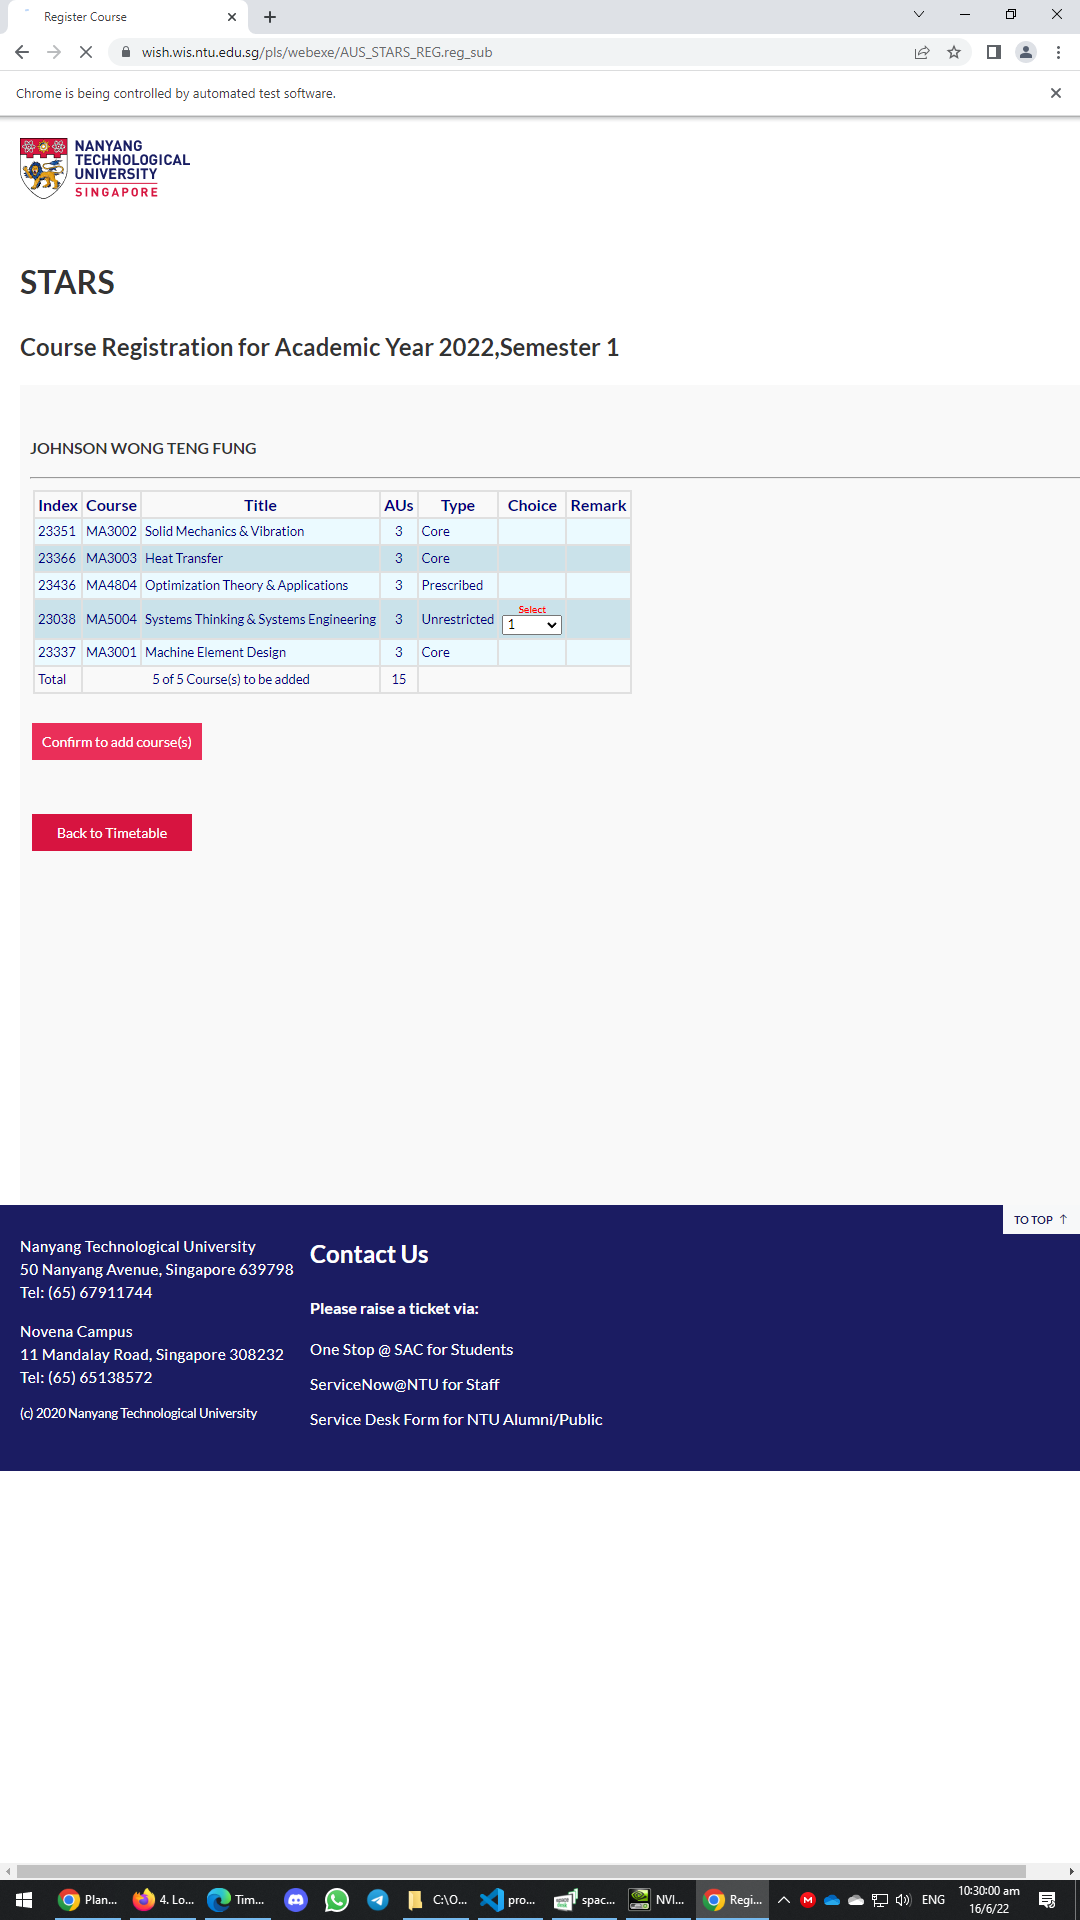 Register Course
wish.wis.ntu.edu.sg/pls/webexe/AUS_STARS_REG.reg_sub
Chrome is being controlled by automated test software.
NANYANG
TECHNOLOGICAL
UNIVERSITY
SINGAPORE
STARS
Course Registration for Academic Year 2022,Semester 1
JOHNSON WONG TENG FUNG
Index Course Title AUs Type Choice Remark
23351 MA3002 Solid Mechanics & Vibration 3 Core
23366 MA3003 Heat Transfer 3 Core
23436 MA4804 Optimization Theory & Applications 3 Prescribed
Select
23038 MA5004 Systems Thinking & Systems Engineering 3 Unrestricted 1
23337 MA3001 Machine Element Design 3 Core
Total 5 of 5 Course(s) to be added 15
Confirm to add course(s)
Back to Timetable
TO TOP ↑
Nanyang Technological University
50 Nanyang Avenue, Singapore 639798
Tel: (65) 67911744
Novena Campus
11 Mandalay Road, Singapore 308232
Tel: (65) 65138572
(c) 2020 Nanyang Technological University
Contact Us
Please raise a ticket via:
One Stop @ SAC for Students
ServiceNow@NTU for Staff
Service Desk Form for NTU Alumni/Public
Plan... 4. Lo... Tim... C:\O... pro... spac... NVI... Regi... ENG
10:30:00 am
16/6/22